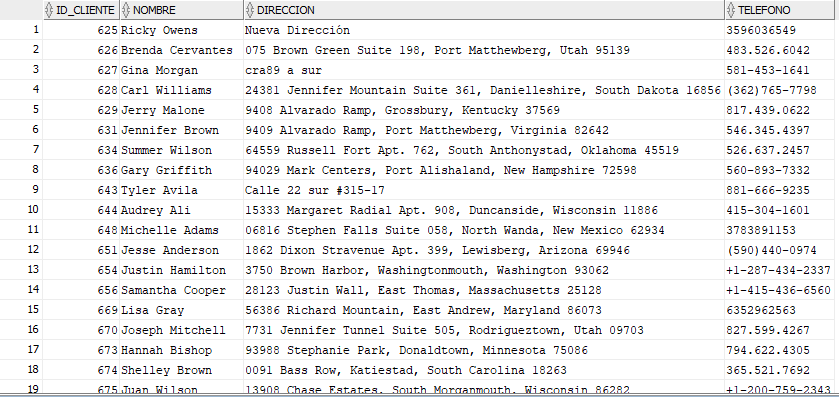 ID_CLIENTE NOMBRE DIRECCION TELEFONO
1 625 Ricky Owens Nueva Dirección 3596036549
2 626 Brenda Cervantes 075 Brown Green Suite 198, Port Matthewberg, Utah 95139 483.526.6042
3 627 Gina Morgan cra89 a sur 581-453-1641
4 628 Carl Williams 24381 Jennifer Mountain Suite 361, Danielleshire, South Dakota 16856 (362)765-7798
5 629 Jerry Malone 9408 Alvarado Ramp, Grossbury, Kentucky 37569 817.439.0622
6 631 Jennifer Brown 9409 Alvarado Ramp, Port Matthewberg, Virginia 82642 546.345.4397
7 634 Summer Wilson 64559 Russell Fort Apt. 762, South Anthonystad, Oklahoma 45519 526.637.2457
8 636 Gary Griffith 94029 Mark Centers, Port Alishaland, New Hampshire 72598 560-893-7332
9 643 Tyler Avila Calle 22 sur #315-17 881-666-9235
10 644 Audrey Ali 15333 Margaret Radial Apt. 908, Duncanside, Wisconsin 11886 415-304-1601
11 648 Michelle Adams 06816 Stephen Falls Suite 058, North Wanda, New Mexico 62934 3783891153
12 651 Jesse Anderson 1862 Dixon Stravenue Apt. 399, Lewisberg, Arizona 69946 (590)440-0974
13 654 Justin Hamilton 3750 Brown Harbor, Washingtonmouth, Washington 93062 +1-287-434-2337
14 656 Samantha Cooper 28123 Justin Wall, East Thomas, Massachusetts 25128 +1-415-436-6560
15 669 Lisa Gray 56386 Richard Mountain, East Andrew, Maryland 86073 6352962563
16 670 Joseph Mitchell 7731 Jennifer Tunnel Suite 505, Rodrigueztown, Utah 09703 827.599.4267
17 673 Hannah Bishop 93988 Stephanie Park, Donaldtown, Minnesota 75086 794.622.4305
18 674 Shelley Brown 0091 Bass Row, Katiestad, South Carolina 18263 365.521.7692
19 675 Juan Wilson 13908 Chase Estates, South Morganmouth, Wisconsin 86282 +1-200-759-2343